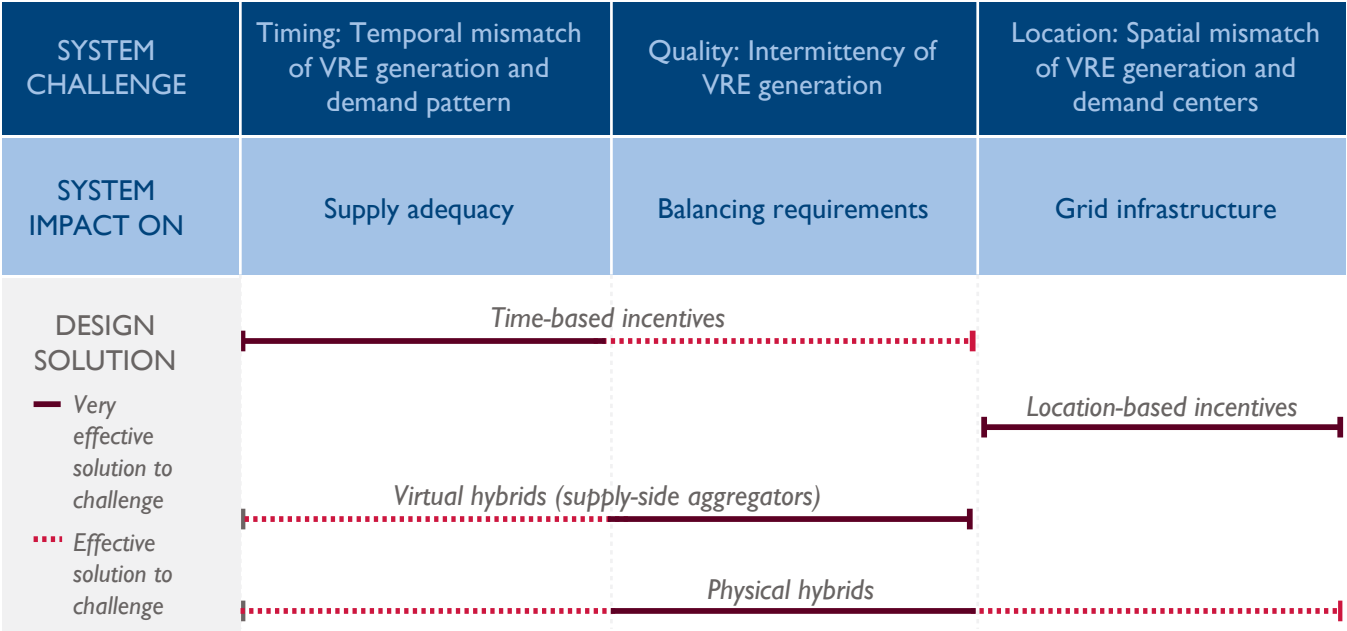 SYSTEM
CHALLENGE
Timing: Temporal mismatch
of VRE generation and
demand pattern
Quality: Intermittency of
VRE generation
Location: Spatial mismatch
of VRE generation and
demand centers
SYSTEM
IMPACT ON
Supply adequacy
Balancing requirements
Grid infrastructure
DESIGN
SOLUTION
Very
effective
solution to
challenge
Effective
solution to
challenge
Time-based incentives
Location-based incentives
Virtual hybrids (supply-side aggregators)
Physical hybrids